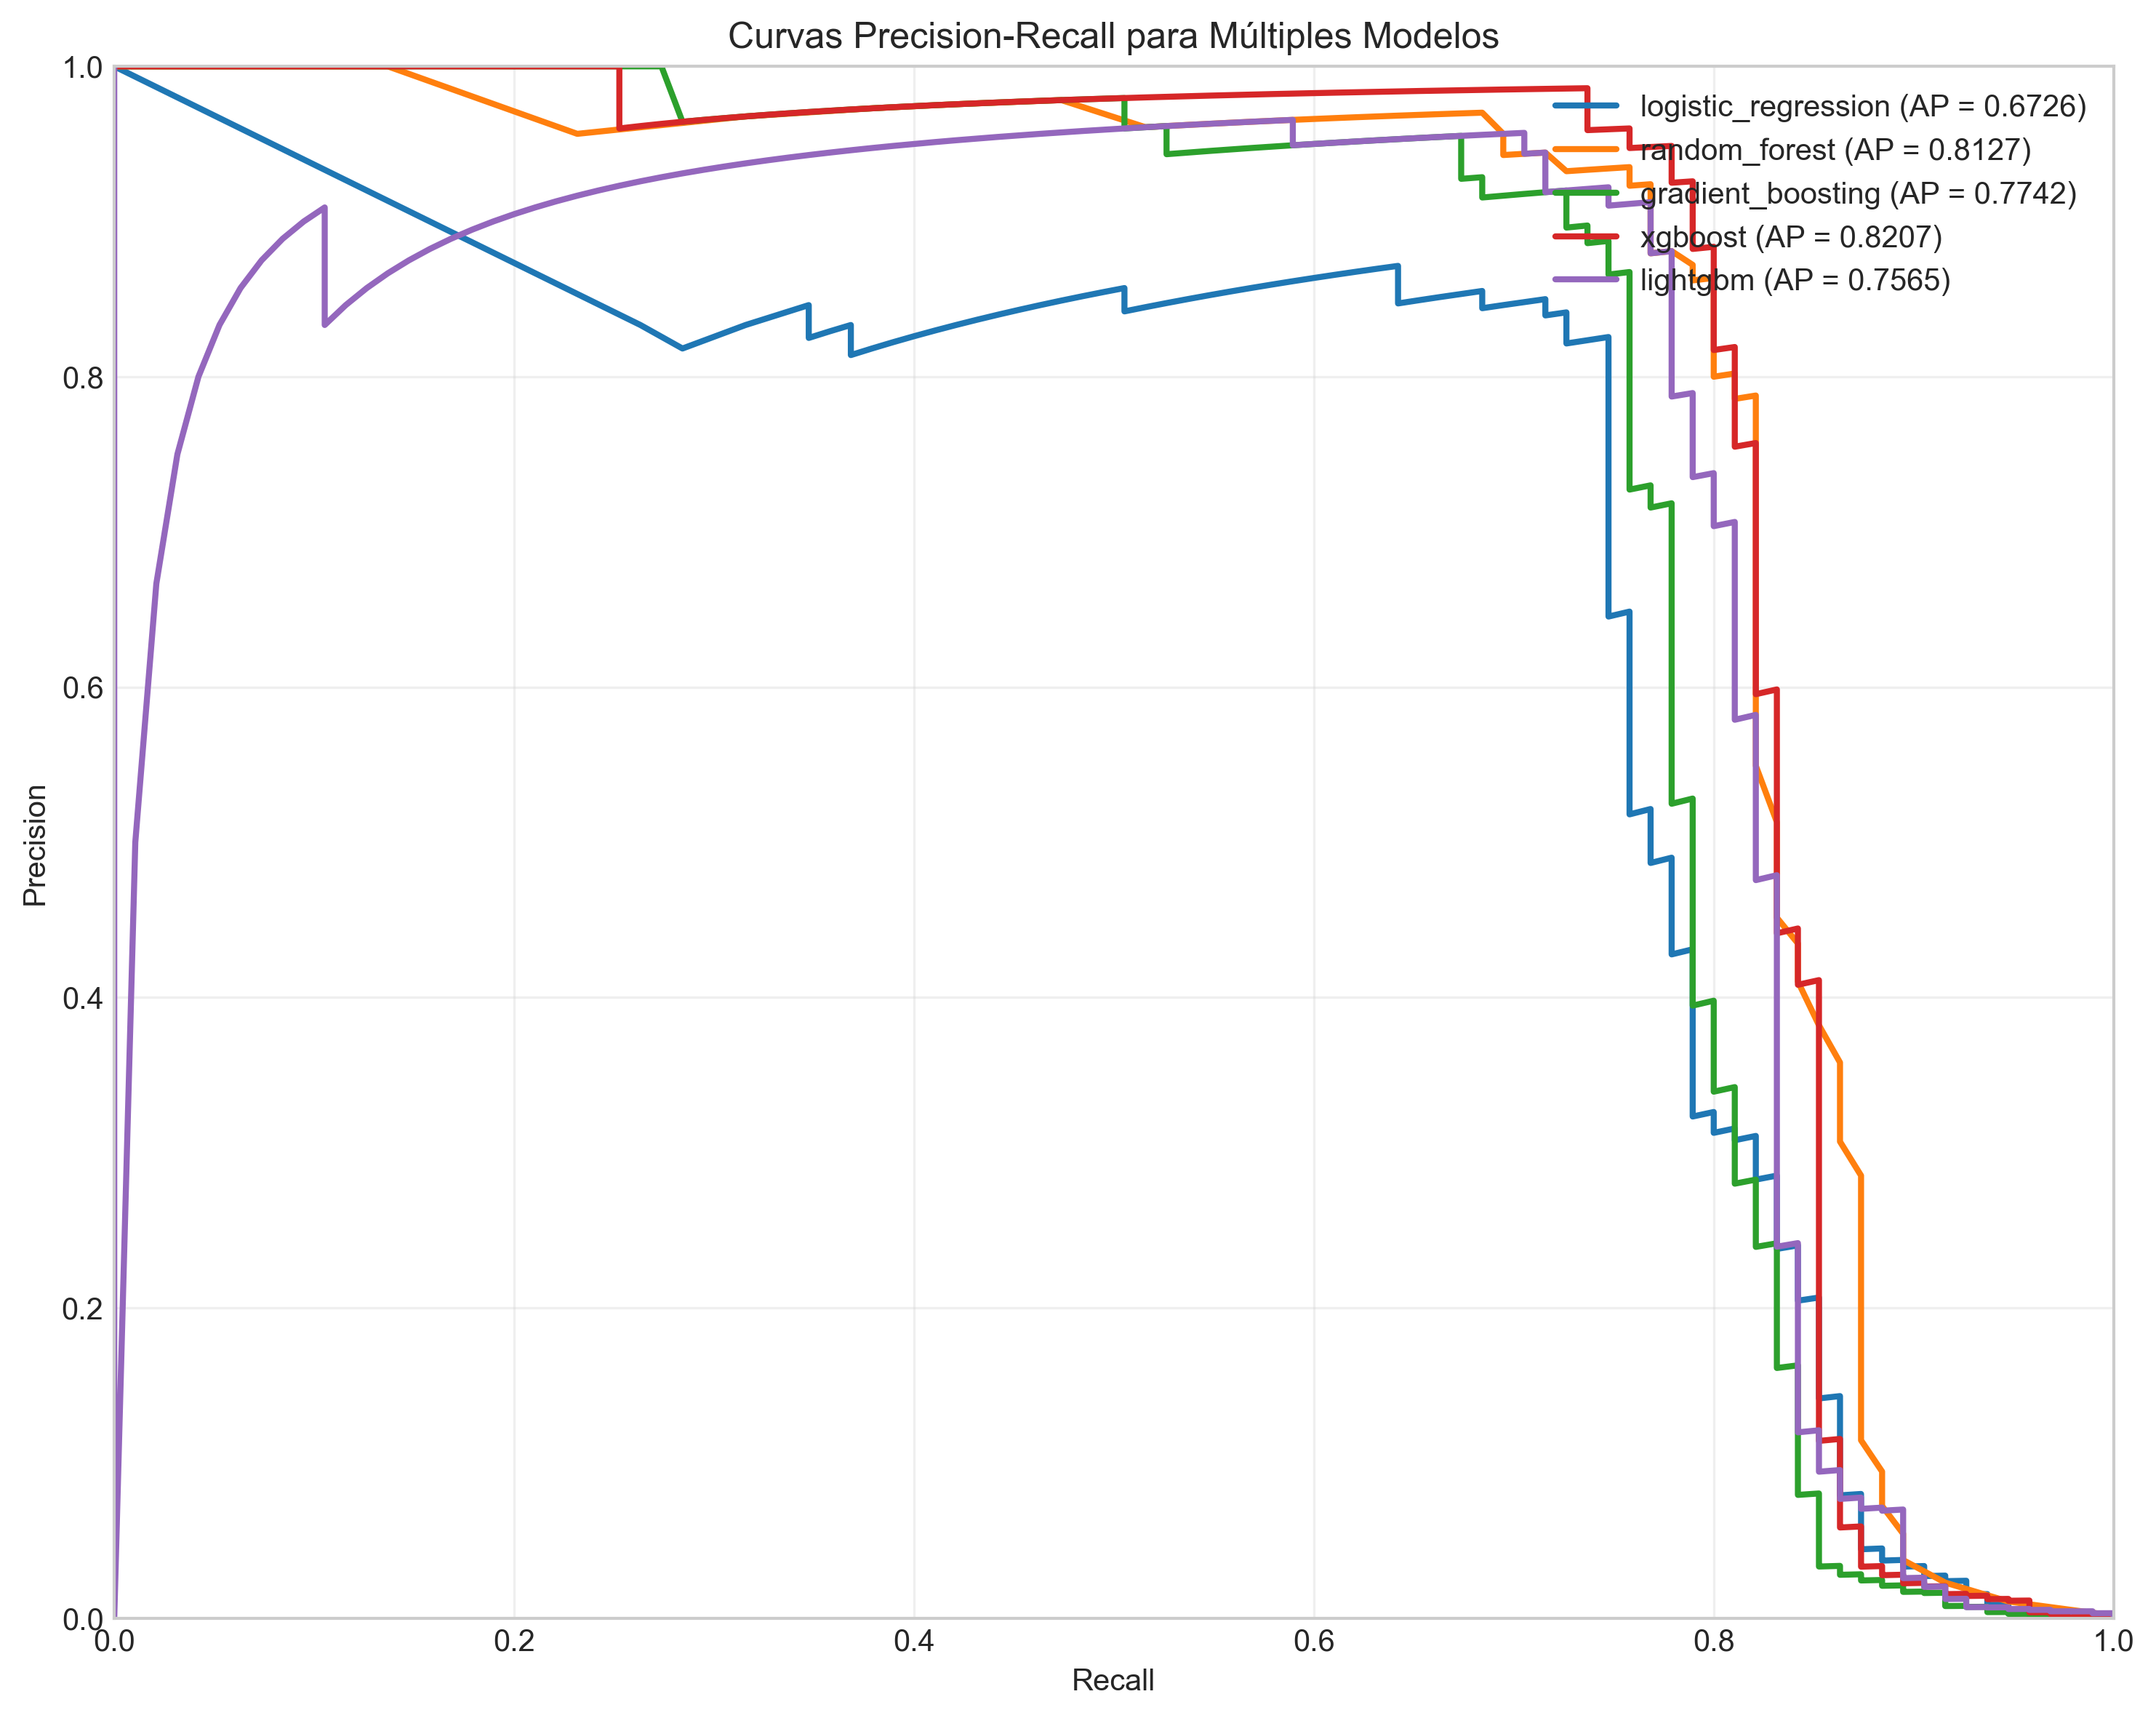 Curvas Precision-Recall para Múltiples Modelos
1.0
0.8
0.6
0.4
0.2
0.0
Precision
logistic_regression (AP = 0.6726)
random_forest (AP = 0.8127)
gradient_boosting (AP = 0.7742)
xgboost (AP = 0.8207)
lightgbm (AP = 0.7565)
0.0 0.2 0.4 0.6 0.8 1.0
Recall